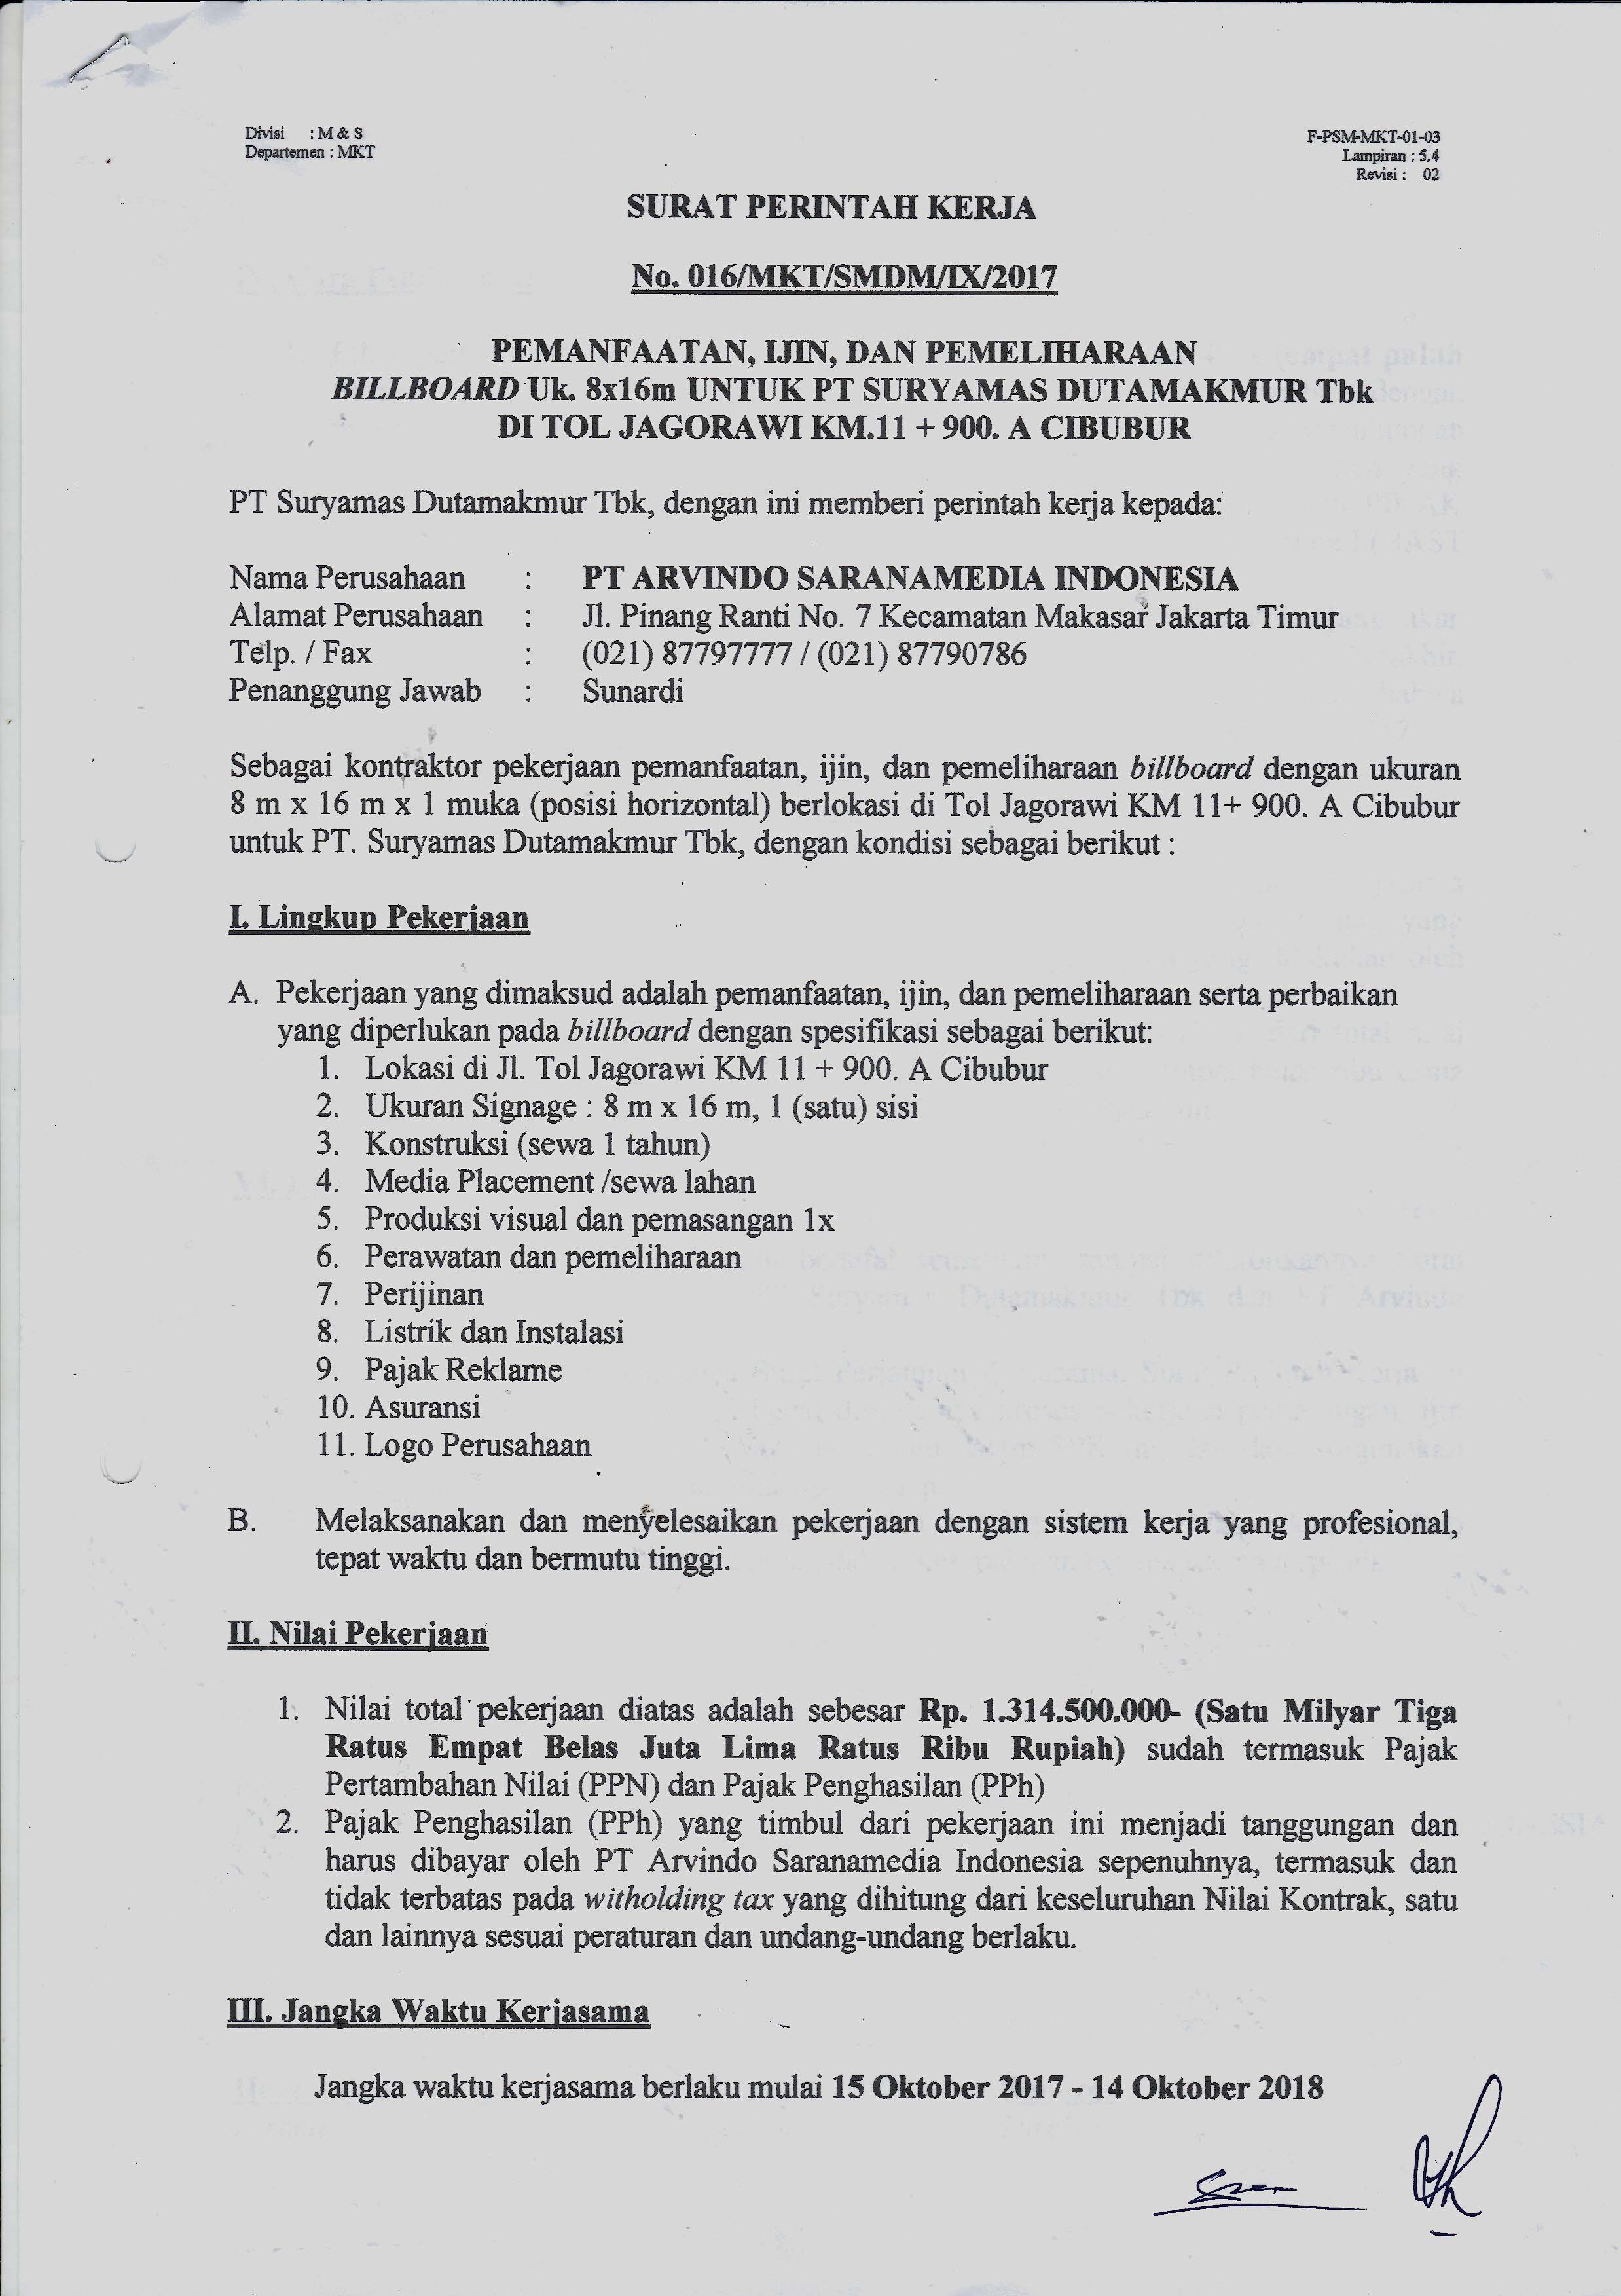 Divisi : M & S
Departemen : MKT
F-PSM-MKT-01-03
Lampiran : 5.4
Revisi : 02
SURAT PERINTAH KERJA
No. 016/MKT/SMDM/IX/2017
PEMANFAATAN, IJIN, DAN PEMELIHARAAN
BILLBOARD Uk. 8x16m UNTUK PT SURYAMAS DUTAMAKMUR Tbk
DI TOL JAGORAWI KM.11 + 900. A CIBUBUR
PT Suryamas Dutamakmur Tbk, dengan ini memberi perintah kerja kepada:
Nama Perusahaan : PT ARVINDO SARANAMEDIA INDONESIA
Alamat Perusahaan : Jl. Pinang Ranti No. 7 Kecamatan Makasar Jakarta Timur
Telp. / Fax : (021) 87797777 / (021) 87790786
Penanggung Jawab : Sunardi
Sebagai kontraktor pekerjaan pemanfaatan, ijin, dan pemeliharaan billboard dengan ukuran
8 m x 16 m x 1 muka (posisi horizontal) berlokasi di Tol Jagorawi KM 11+ 900. A Cibubur
untuk PT. Suryamas Dutamakmur Tbk, dengan kondisi sebagai berikut :
I. Lingkup Pekerjaan
A. Pekerjaan yang dimaksud adalah pemanfaatan, ijin, dan pemeliharaan serta perbaikan
yang diperlukan pada billboard dengan spesifikasi sebagai berikut:
1. Lokasi di Jl. Tol Jagorawi KM 11 + 900. A Cibubur
2. Ukuran Signage : 8 m x 16 m, 1 (satu) sisi
3. Konstruksi (sewa 1 tahun)
4. Media Placement /sewa lahan
5. Produksi visual dan pemasangan 1x
6. Perawatan dan pemeliharaan
7. Perijinan
8. Listrik dan Instalasi
9. Pajak Reklame
10. Asuransi
11. Logo Perusahaan
B. Melaksanakan dan menyelesaikan pekerjaan dengan sistem kerja yang profesional,
tepat waktu dan bermutu tinggi.
II. Nilai Pekerjaan
1. Nilai total pekerjaan diatas adalah sebesar Rp. 1.314.500.000- (Satu Milyar Tiga
Ratus Empat Belas Juta Lima Ratus Ribu Rupiah) sudah termasuk Pajak
Pertambahan Nilai (PPN) dan Pajak Penghasilan (PPh)
2. Pajak Penghasilan (PPh) yang timbul dari pekerjaan ini menjadi tanggungan dan
harus dibayar oleh PT Arvindo Saranamedia Indonesia sepenuhnya, termasuk dan
tidak terbatas pada witholding tax yang dihitung dari keseluruhan Nilai Kontrak, satu
dan lainnya sesuai peraturan dan undang-undang berlaku.
III. Jangka Waktu Kerjasama
Jangka waktu kerjasama berlaku mulai 15 Oktober 2017 - 14 Oktober 2018